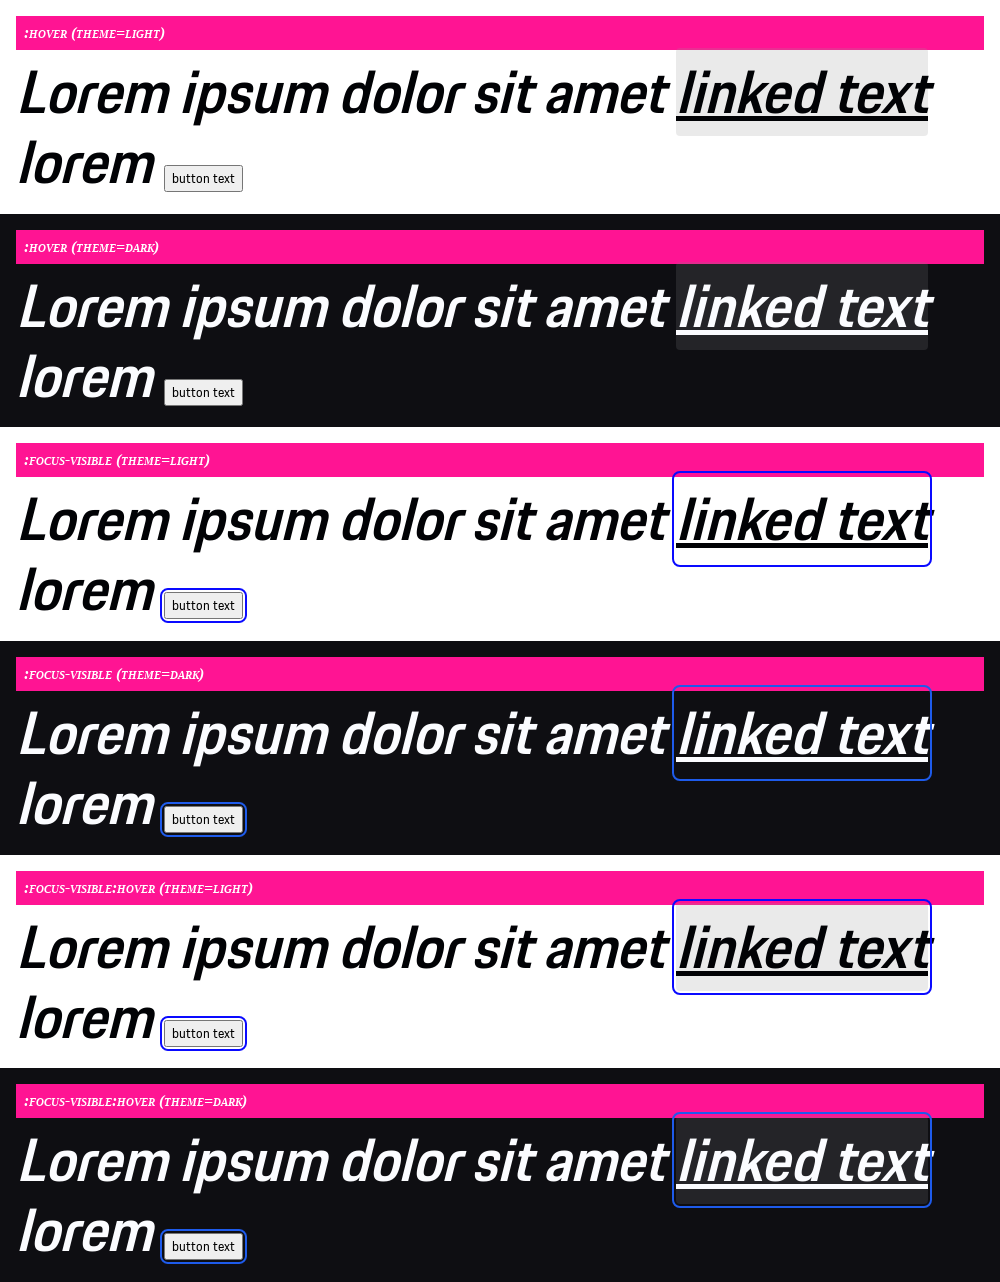 :hover (theme=light)
Lorem ipsum dolor sit amet linked text
lorem button text
:hover (theme=dark)
Lorem ipsum dolor sit amet linked text
lorem button text
:focus-visible (theme=light)
Lorem ipsum dolor sit amet linked text
lorem button text
:focus-visible (theme=dark)
Lorem ipsum dolor sit amet linked text
lorem button text
:focus-visible:hover (theme=light)
Lorem ipsum dolor sit amet linked text
lorem button text
:focus-visible:hover (theme=dark)
Lorem ipsum dolor sit amet linked text
lorem button text